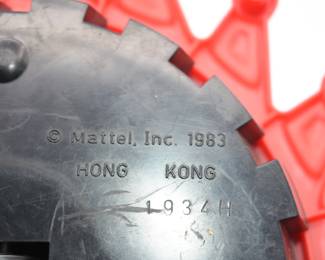 © Mattel, Inc. 1983
HONG KONG
1934H